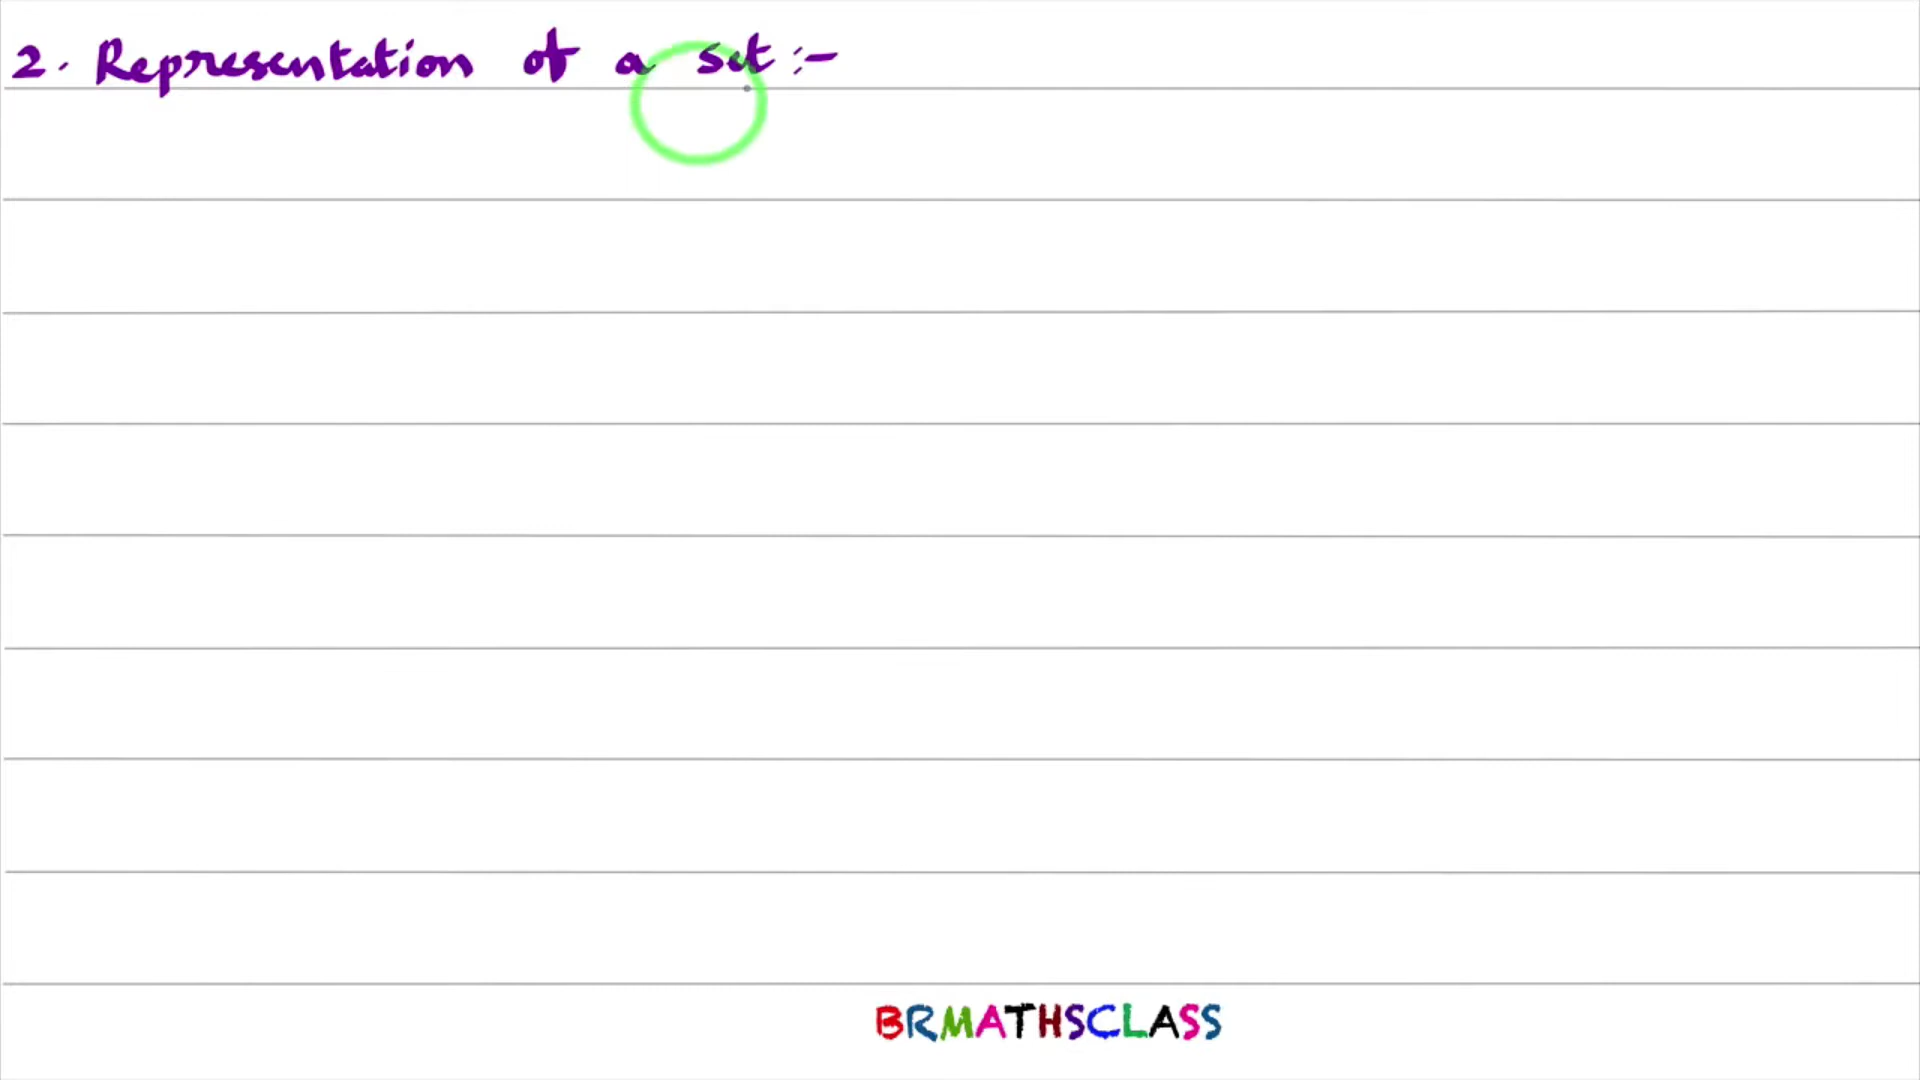 2. Representation of a set :-
BRMATHSCLASS